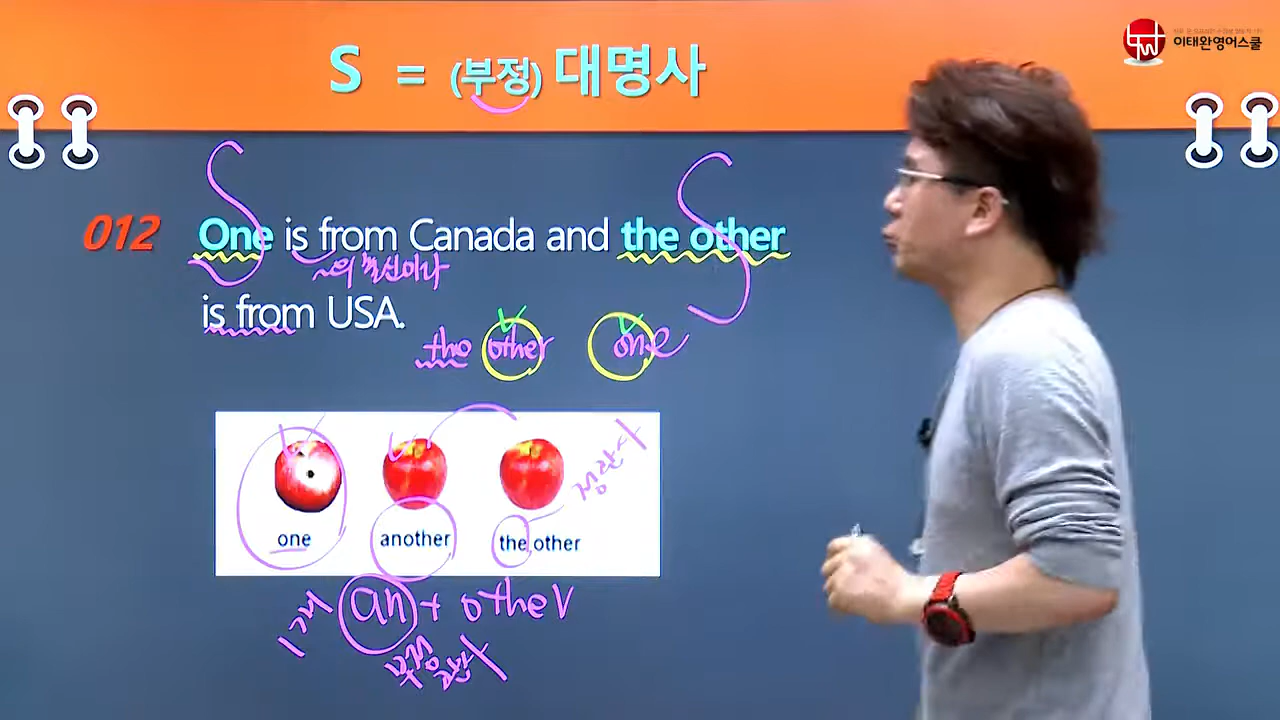 S = (부정) 대명사
이태완영어스쿨
012 One is from Canada and the other
~의 출신이다
is from USA.
the other one
정관사
one another the other
1개 an + other
부정관사